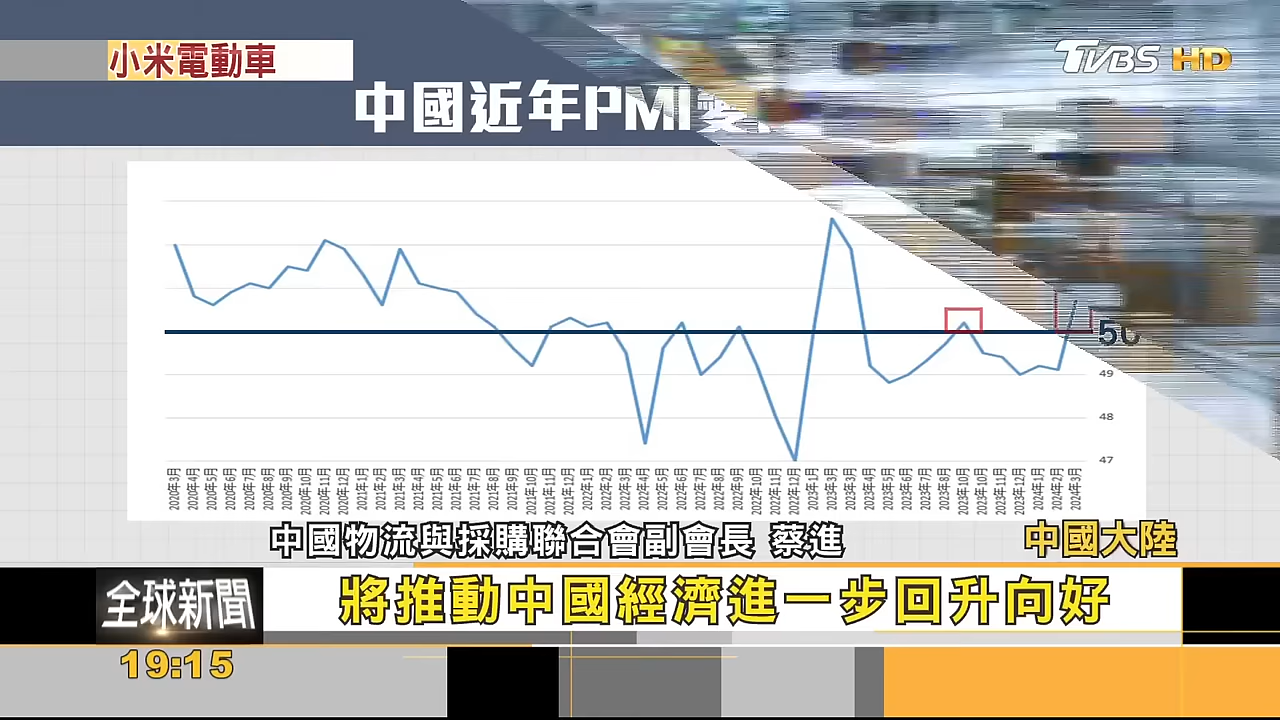 小米電動車
TVBS HD
中國近年PMI變
50
49
48
47
2020年3月 2020年4月 2020年5月 2020年6月 2020年7月 2020年8月 2020年9月 2020年10月 2020年11月 2020年12月 2021年1月 2021年2月 2021年3月 2021年4月 2021年5月 2021年6月 2021年7月 2021年8月 2021年9月 2021年10月 2021年11月 2021年12月 2022年1月 2022年2月 2022年3月 2022年4月 2022年5月 2022年6月 2022年7月 2022年8月 2022年9月 2022年10月 2022年11月 2022年12月 2023年1月 2023年3月 2023年3月 2023年4月 2023年5月 2023年6月 2023年7月 2023年8月 2023年10月 2023年10月 2023年11月 2023年12月 2024年1月 2024年2月 2024年3月
中國物流與採購聯合會副會長 蔡進
中國大陸
全球新聞
將推動中國經濟進一步回升向好
19:15